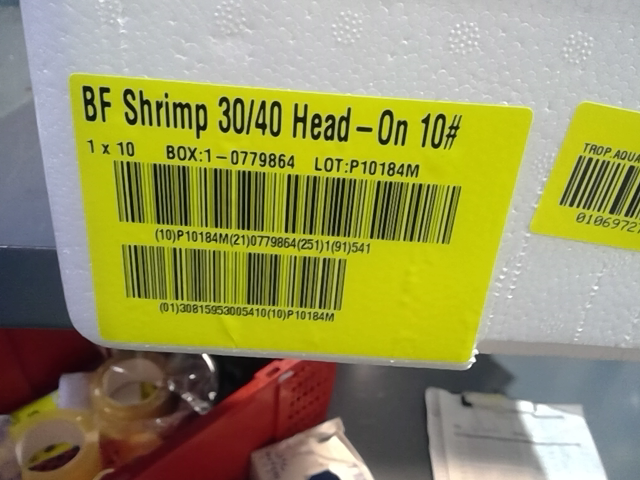 BF Shrimp 30/40 Head-On 10#
1 x 10 BOX:1-0779864 LOT:P10184M
(10)P10184M(21)0779864(251)1(91)541
(01)30815953005410(10)P10184M
TROP.AQUA
0106972